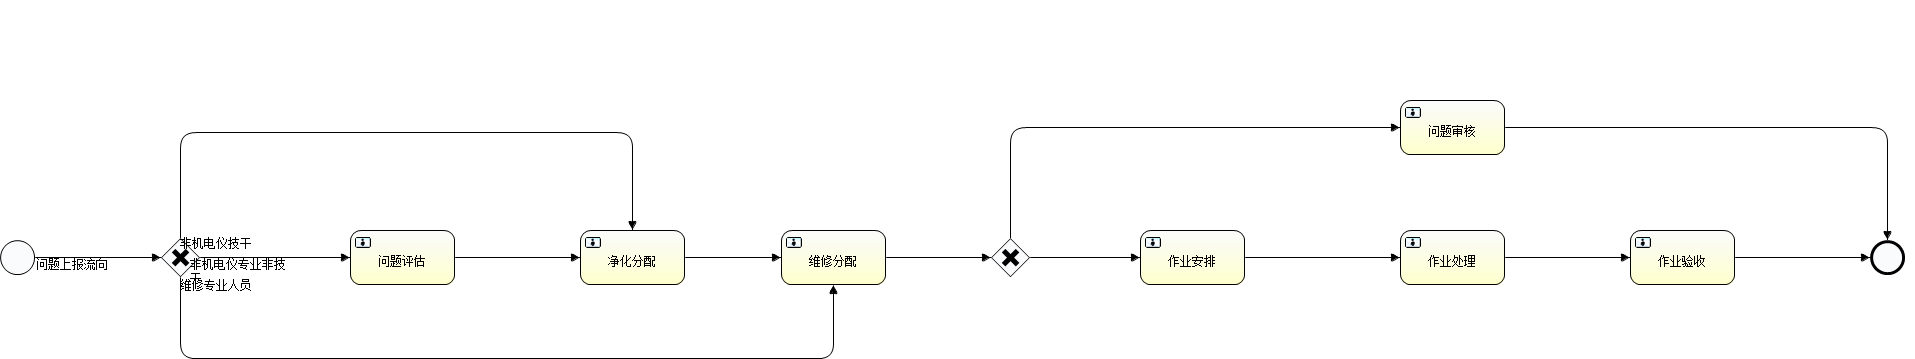 问题审核
非机电仪技干
问题上报流向
非机电仪专业非技
干
维修专业人员
问题评估
净化分配
维修分配
作业安排
作业处理
作业验收